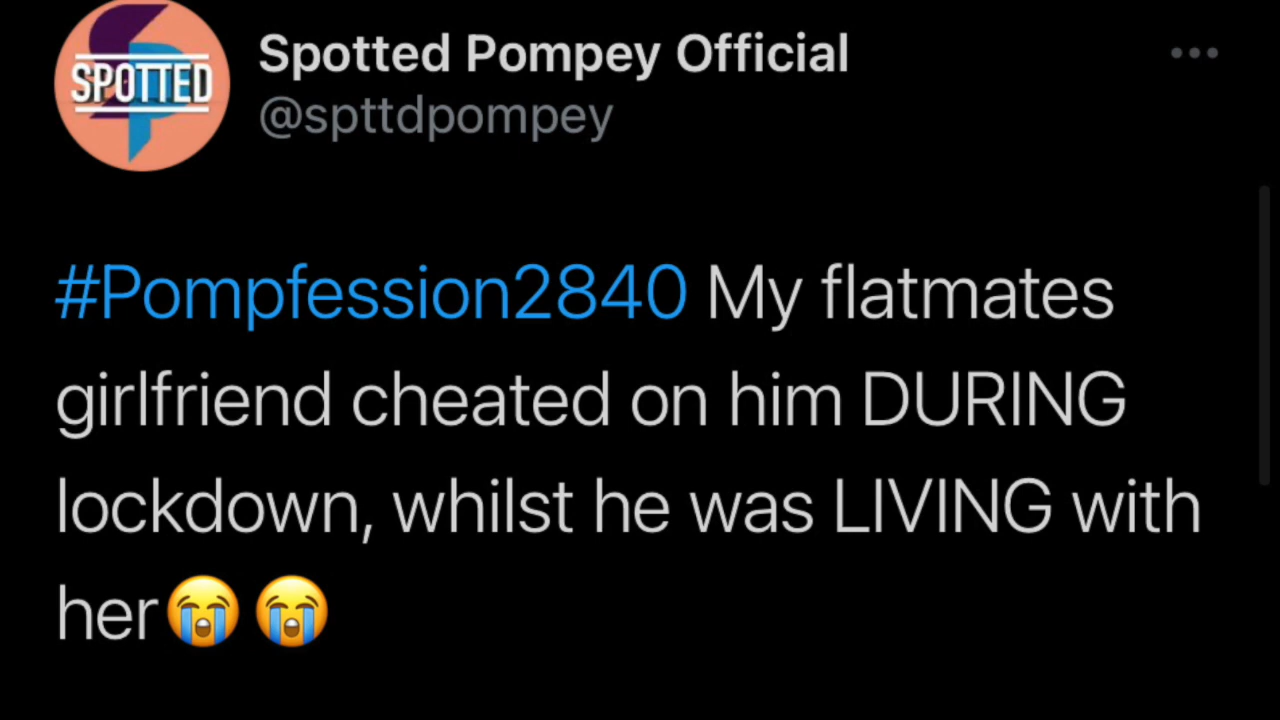 SPOTTED
Spotted Pompey Official
@spttdpompey
#Pompfession2840 My flatmates
girlfriend cheated on him DURING
lockdown, whilst he was LIVING with
her😭😭